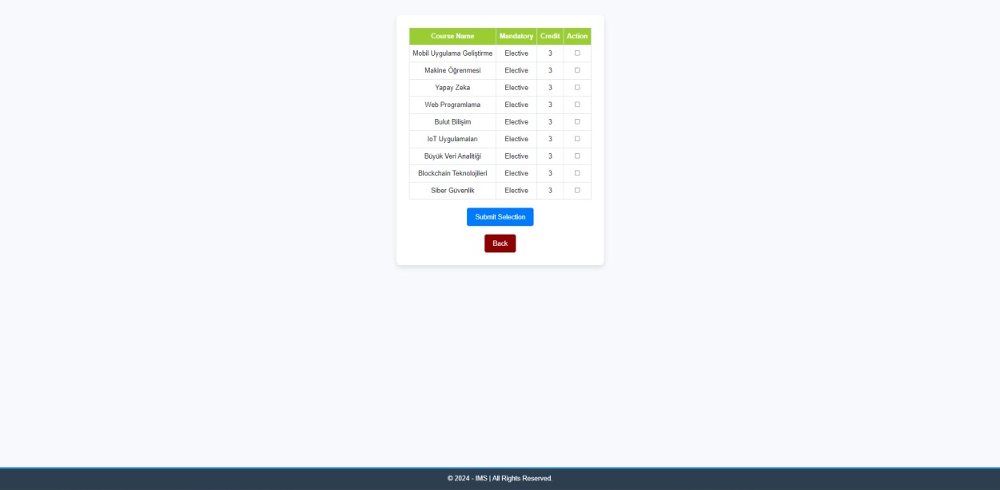 Course Name Mandatory Credit Action
Mobil Uygulama Geliştirme Elective 3
Makine Öğrenmesi Elective 3
Yapay Zeka Elective 3
Web Programlama Elective 3
Bulut Bilişim Elective 3
IoT Uygulamaları Elective 3
Büyük Veri Analitiği Elective 3
Blockchain Teknolojileri Elective 3
Siber Güvenlik Elective 3
Submit Selection
Back
© 2024 - IMS | All Rights Reserved.